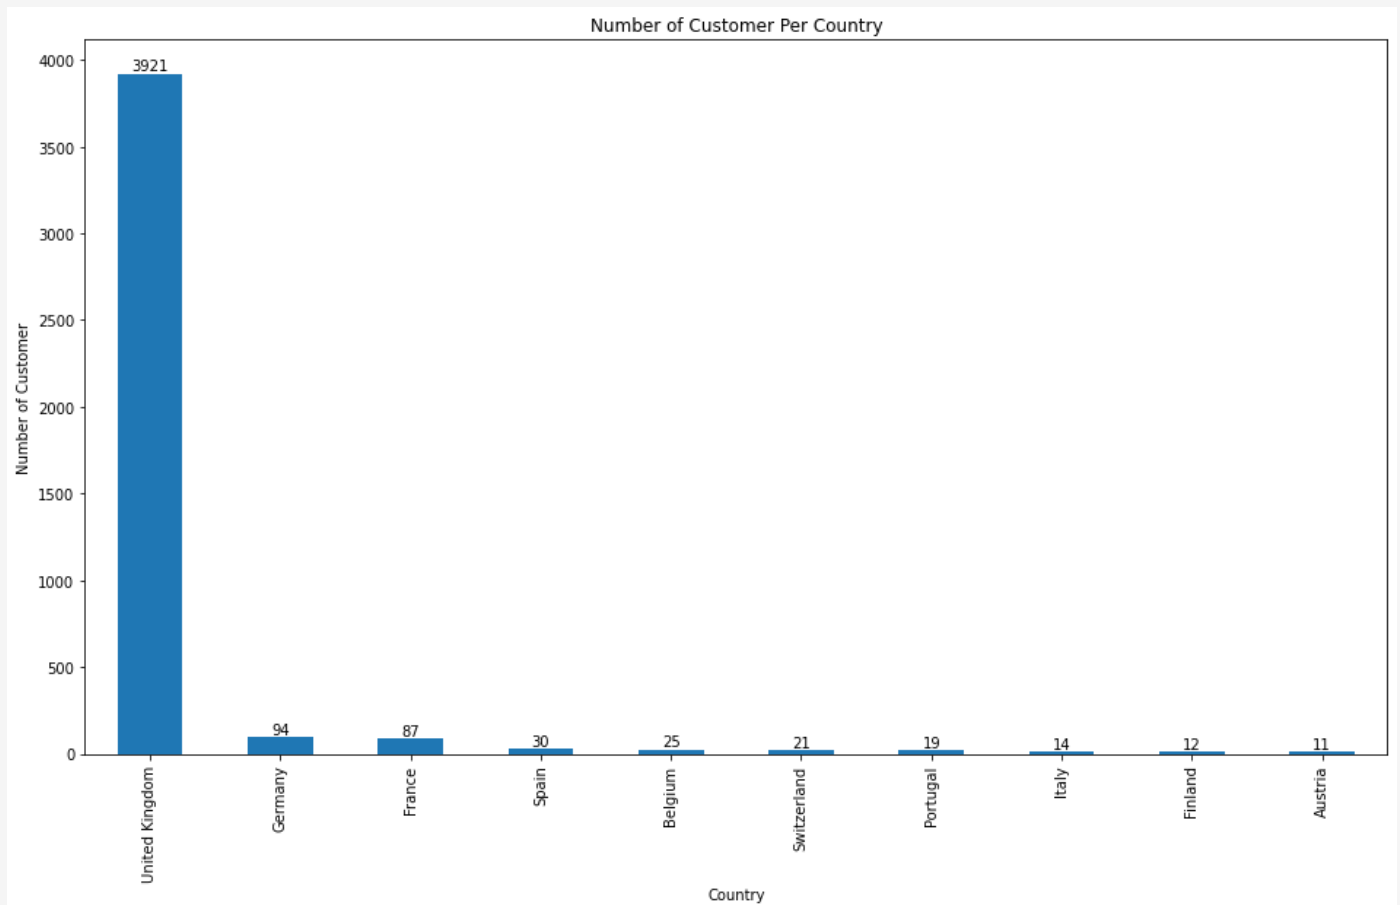 Number of Customer Per Country
Number of Customer
4000
3500
3000
2500
2000
1500
1000
500
0
3921
94
87
30
25
21
19
14
12
11
United Kingdom
Germany
France
Spain
Belgium
Switzerland
Portugal
Italy
Finland
Austria
Country